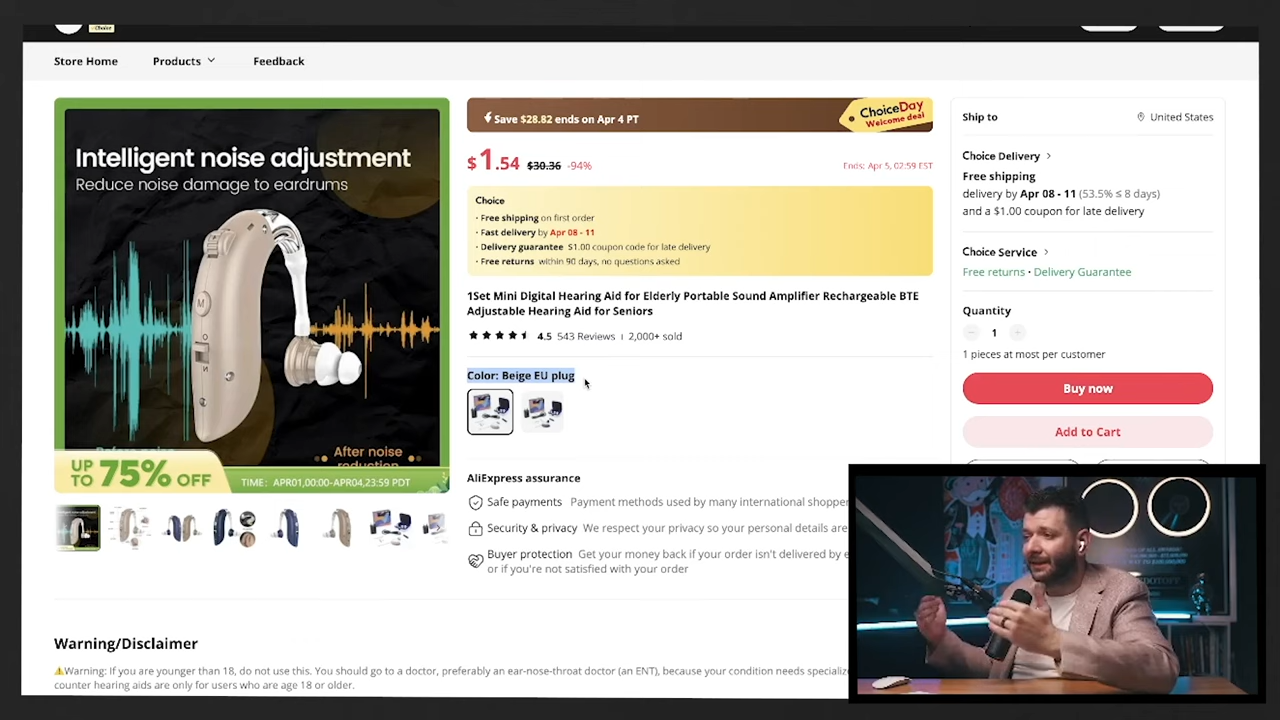 Choice
Store Home
Products
Feedback
Intelligent noise adjustment
Reduce noise damage to eardrums
M
After noise
reduction
UP TO 75% OFF
TIME: APR01,00:00-APR04,23:59 PDT
Save $28.82 ends on Apr 4 PT
ChoiceDay
Welcome deal
$1.54 $30.36 -94%
Ends: Apr 5, 02:59 EST
Choice
· Free shipping on first order
· Fast delivery by Apr 08 - 11
· Delivery guarantee $1.00 coupon code for late delivery
· Free returns within 90 days, no questions asked
1Set Mini Digital Hearing Aid for Elderly Portable Sound Amplifier Rechargeable BTE
Adjustable Hearing Aid for Seniors
4.5 543 Reviews | 2,000+ sold
Color: Beige EU plug
AliExpress assurance
Safe payments Payment methods used by many international shoppe
Security & privacy We respect your privacy so your personal details are
Buyer protection Get your money back if your order isn't delivered by
or if you're not satisfied with your order
Ship to
United States
Choice Delivery
Free shipping
delivery by Apr 08 - 11 (53.5% ≤ 8 days)
and a $1.00 coupon for late delivery
Choice Service
Free returns • Delivery Guarantee
Quantity
1
1 pieces at most per customer
Buy now
Add to Cart
Warning/Disclaimer
⚠Warning: If you are younger than 18, do not use this. You should go to a doctor, preferably an ear-nose-throat doctor (an ENT), because your condition needs specializ
counter hearing aids are only for users who are age 18 or older.